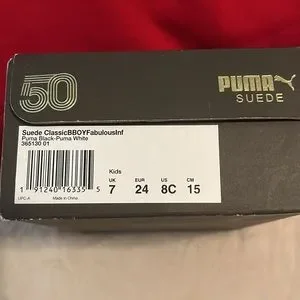 50
PUMA
SUEDE
Suede ClassicBBOYFabulousInf
Puma Black-Puma White
365130 01
Kids
UK EUR US CM
7 24 8C 15
1 91240 16335 5
UPC-A Made in China